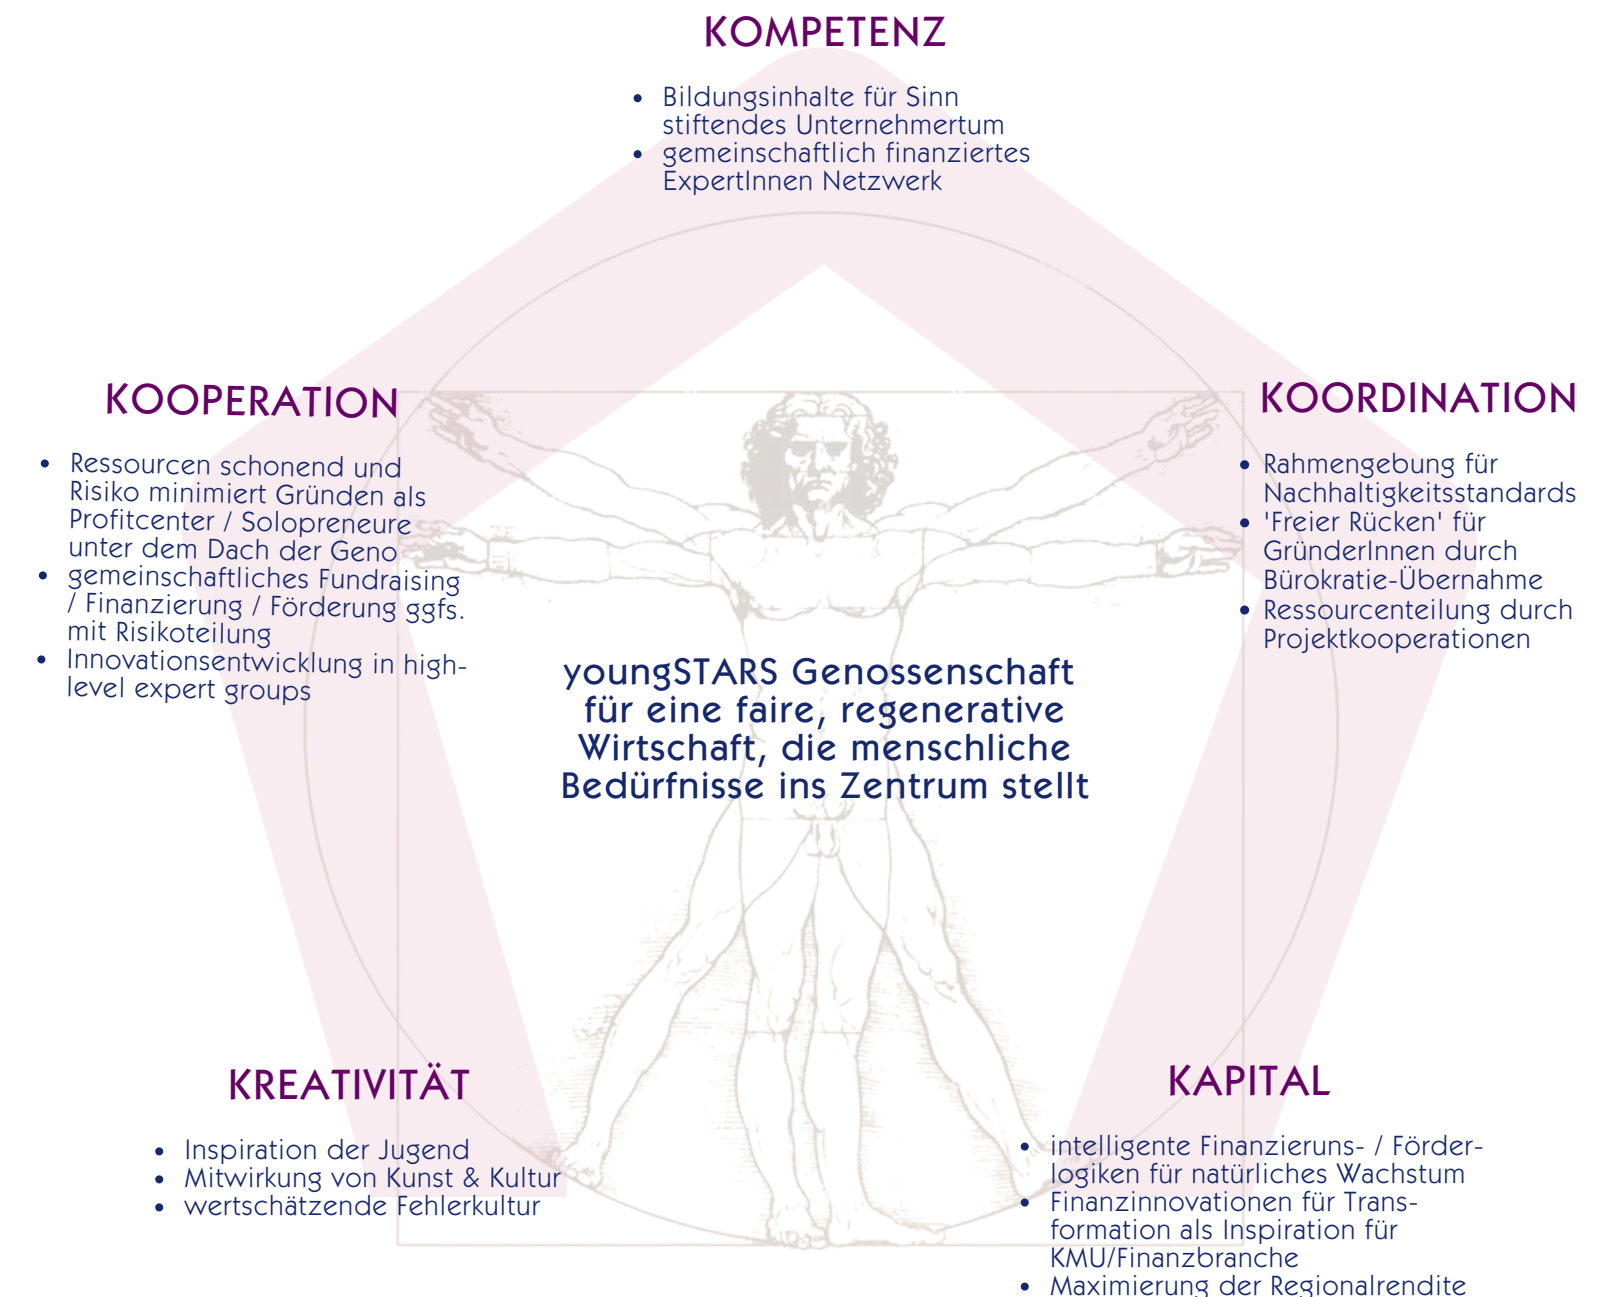 KOMPETENZ
• Bildungsinhalte für Sinn
stiftendes Unternehmertum
• gemeinschaftlich finanziertes
ExpertInnen Netzwerk
KOOPERATION
• Ressourcen schonend und
Risiko minimiert Gründen als
Profitcenter / Solopreneure
unter dem Dach der Geno
• gemeinschaftliches Fundraising
/ Finanzierung / Förderung ggfs.
mit Risikoteilung
• Innovationsentwicklung in high-
level expert groups
KOORDINATION
• Rahmengebung für
Nachhaltigkeitsstandards
• 'Freier Rücken' für
GründerInnen durch
Bürokratie-Übernahme
• Ressourcenteilung durch
Projektkooperationen
youngSTARS Genossenschaft
für eine faire, regenerative
Wirtschaft, die menschliche
Bedürfnisse ins Zentrum stellt
KREATIVITÄT
• Inspiration der Jugend
• Mitwirkung von Kunst & Kultur
• wertschätzende Fehlerkultur
KAPITAL
• intelligente Finanzieruns- / Förder-
logiken für natürliches Wachstum
• Finanzinnovationen für Trans-
formation als Inspiration für
KMU/Finanzbranche
• Maximierung der Regionalrendite